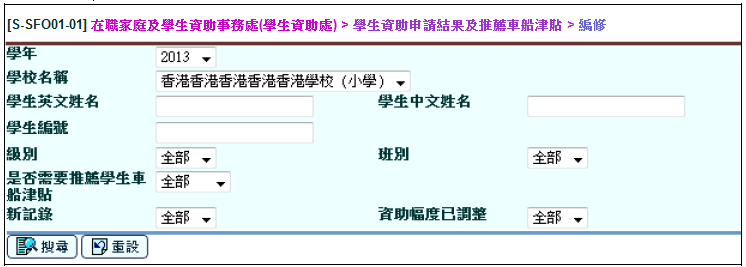 [S-SFO01-01] 在職家庭及學生資助事務處(學生資助處) > 學生資助申請結果及推薦車船津貼 > 編修
學年 2013
學校名稱 香港香港香港香港香港學校 (小學)
學生英文姓名 學生中文姓名
學生編號
級別 全部 班別 全部
是否需要推薦學生車船津貼 全部
新記錄 全部 資助幅度已調整 全部
搜尋 重設